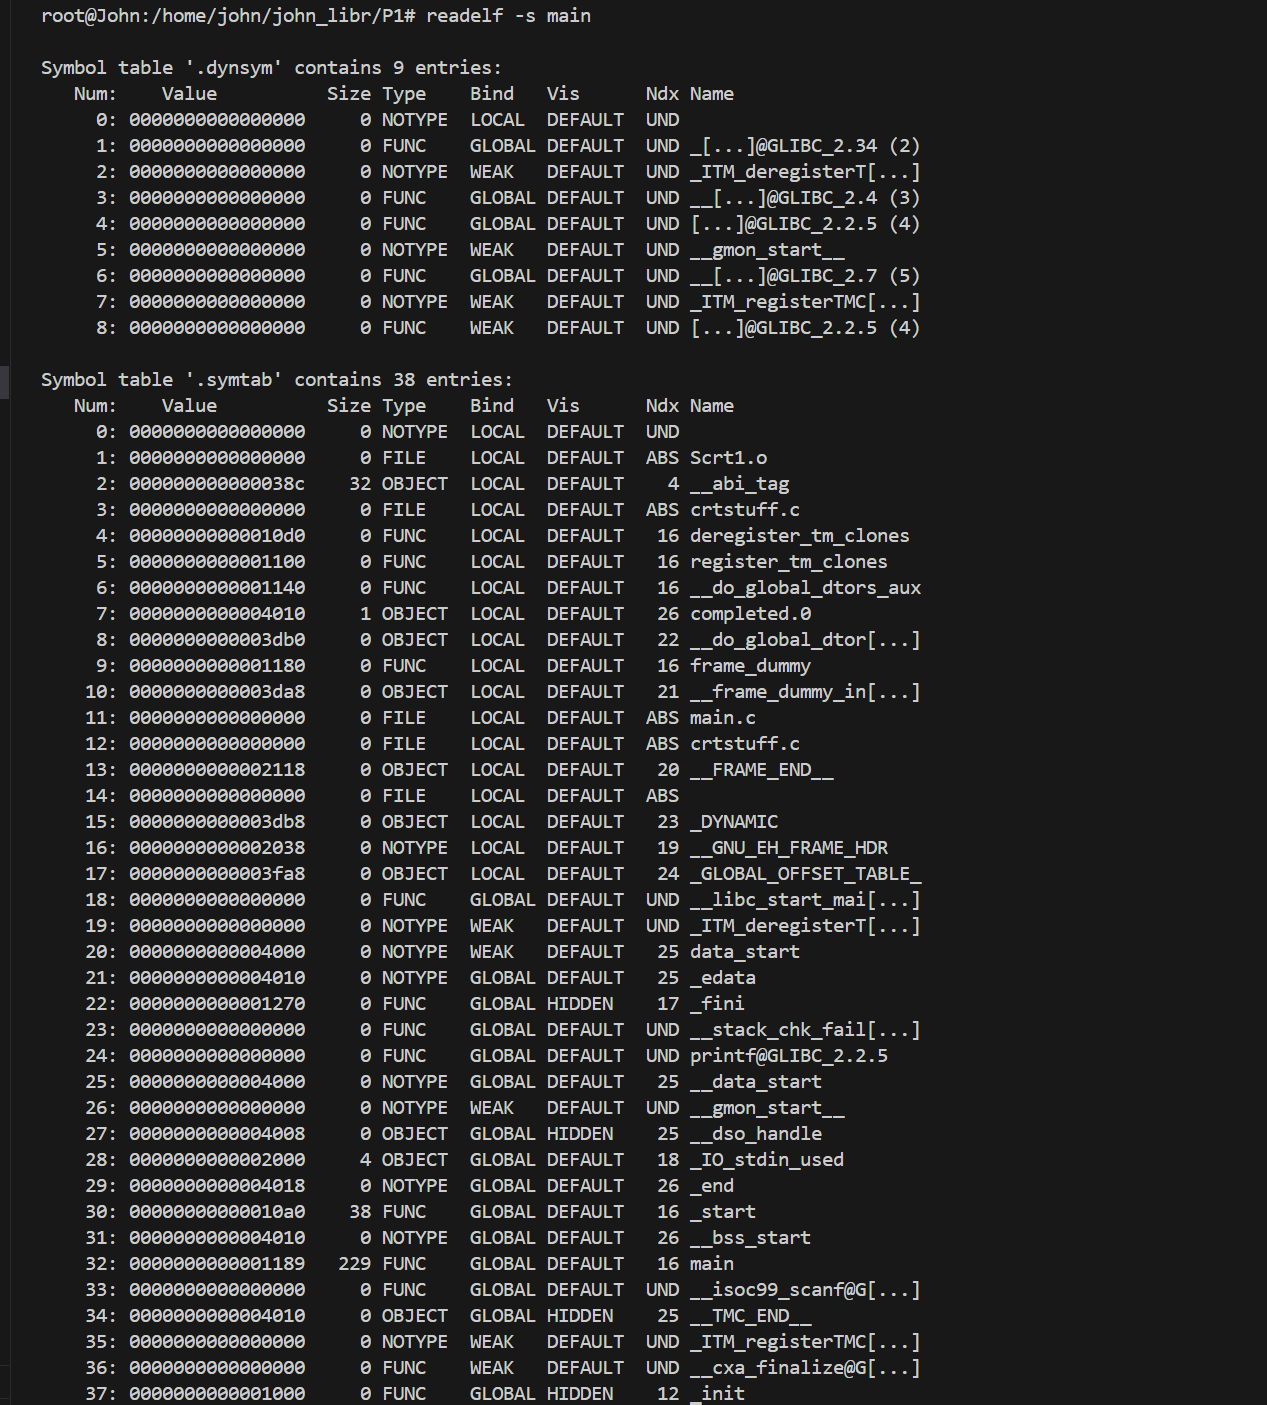 root@John:/home/john/john_libr/P1# readelf -s main
Symbol table '.dynsym' contains 9 entries:
   Num:    Value          Size Type    Bind   Vis      Ndx Name
     0: 0000000000000000     0 NOTYPE  LOCAL  DEFAULT  UND
     1: 0000000000000000     0 FUNC    GLOBAL DEFAULT  UND _[...]@GLIBC_2.34 (2)
     2: 0000000000000000     0 NOTYPE  WEAK   DEFAULT  UND _ITM_deregisterT[...]
     3: 0000000000000000     0 FUNC    GLOBAL DEFAULT  UND __[...]@GLIBC_2.4 (3)
     4: 0000000000000000     0 FUNC    GLOBAL DEFAULT  UND [...]@GLIBC_2.2.5 (4)
     5: 0000000000000000     0 NOTYPE  WEAK   DEFAULT  UND __gmon_start__
     6: 0000000000000000     0 FUNC    GLOBAL DEFAULT  UND __[...]@GLIBC_2.7 (5)
     7: 0000000000000000     0 NOTYPE  WEAK   DEFAULT  UND _ITM_registerTMC[...]
     8: 0000000000000000     0 FUNC    WEAK   DEFAULT  UND [...]@GLIBC_2.2.5 (4)
Symbol table '.symtab' contains 38 entries:
   Num:    Value          Size Type    Bind   Vis      Ndx Name
     0: 0000000000000000     0 NOTYPE  LOCAL  DEFAULT  UND
     1: 0000000000000000     0 FILE    LOCAL  DEFAULT  ABS Scrt1.o
     2: 000000000000038c    32 OBJECT  LOCAL  DEFAULT    4 __abi_tag
     3: 0000000000000000     0 FILE    LOCAL  DEFAULT  ABS crtstuff.c
     4: 00000000000010d0     0 FUNC    LOCAL  DEFAULT   16 deregister_tm_clones
     5: 0000000000001100     0 FUNC    LOCAL  DEFAULT   16 register_tm_clones
     6: 0000000000001140     0 FUNC    LOCAL  DEFAULT   16 __do_global_dtors_aux
     7: 0000000000004010     1 OBJECT  LOCAL  DEFAULT   26 completed.0
     8: 0000000000003db0     0 OBJECT  LOCAL  DEFAULT   22 __do_global_dtor[...]
     9: 0000000000001180     0 FUNC    LOCAL  DEFAULT   16 frame_dummy
    10: 0000000000003da8     0 OBJECT  LOCAL  DEFAULT   21 __frame_dummy_in[...]
    11: 0000000000000000     0 FILE    LOCAL  DEFAULT  ABS main.c
    12: 0000000000000000     0 FILE    LOCAL  DEFAULT  ABS crtstuff.c
    13: 0000000000002118     0 OBJECT  LOCAL  DEFAULT   20 __FRAME_END__
    14: 0000000000000000     0 FILE    LOCAL  DEFAULT  ABS
    15: 0000000000003db8     0 OBJECT  LOCAL  DEFAULT   23 _DYNAMIC
    16: 0000000000002038     0 NOTYPE  LOCAL  DEFAULT   19 __GNU_EH_FRAME_HDR
    17: 0000000000003fa8     0 OBJECT  LOCAL  DEFAULT   24 _GLOBAL_OFFSET_TABLE_
    18: 0000000000000000     0 FUNC    GLOBAL DEFAULT  UND __libc_start_mai[...]
    19: 0000000000000000     0 NOTYPE  WEAK   DEFAULT  UND _ITM_deregisterT[...]
    20: 0000000000004000     0 NOTYPE  WEAK   DEFAULT   25 data_start
    21: 0000000000004010     0 NOTYPE  GLOBAL DEFAULT   25 _edata
    22: 0000000000001270     0 FUNC    GLOBAL HIDDEN    17 _fini
    23: 0000000000000000     0 FUNC    GLOBAL DEFAULT  UND __stack_chk_fail[...]
    24: 0000000000000000     0 FUNC    GLOBAL DEFAULT  UND printf@GLIBC_2.2.5
    25: 0000000000004000     0 NOTYPE  GLOBAL DEFAULT   25 __data_start
    26: 0000000000000000     0 NOTYPE  WEAK   DEFAULT  UND __gmon_start__
    27: 0000000000004008     0 OBJECT  GLOBAL HIDDEN    25 __dso_handle
    28: 0000000000002000     4 OBJECT  GLOBAL DEFAULT   18 _IO_stdin_used
    29: 0000000000004018     0 NOTYPE  GLOBAL DEFAULT   26 _end
    30: 00000000000010a0    38 FUNC    GLOBAL DEFAULT   16 _start
    31: 0000000000004010     0 NOTYPE  GLOBAL DEFAULT   26 __bss_start
    32: 0000000000001189   229 FUNC    GLOBAL DEFAULT   16 main
    33: 0000000000000000     0 FUNC    GLOBAL DEFAULT  UND __isoc99_scanf@G[...]
    34: 0000000000004010     0 OBJECT  GLOBAL HIDDEN    25 __TMC_END__
    35: 0000000000000000     0 NOTYPE  WEAK   DEFAULT  UND _ITM_registerTMC[...]
    36: 0000000000000000     0 FUNC    WEAK   DEFAULT  UND __cxa_finalize@G[...]
    37: 0000000000001000     0 FUNC    GLOBAL HIDDEN    12 _init